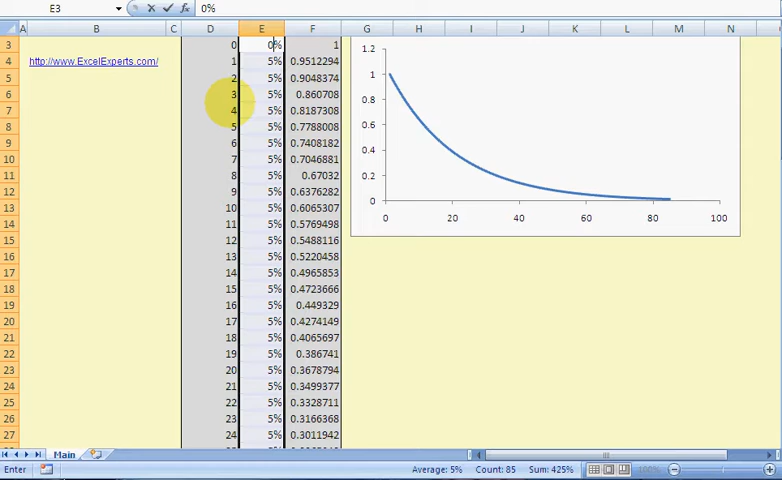 E3 0%
A B C D E F G H I J K L M N
3 0 0% 1
4 http://www.ExcelExperts.com/ 1 5% 0.9512294
5 2 5% 0.9048374
6 3 5% 0.860708
7 4 5% 0.8187308
8 5 5% 0.7788008
9 6 5% 0.7408182
10 7 5% 0.7046881
11 8 5% 0.67032
12 9 5% 0.6376282
13 10 5% 0.6065307
14 11 5% 0.5769498
15 12 5% 0.5488116
16 13 5% 0.5220458
17 14 5% 0.4965853
18 15 5% 0.4723666
19 16 5% 0.449329
20 17 5% 0.4274149
21 18 5% 0.4065697
22 19 5% 0.386741
23 20 5% 0.3678794
24 21 5% 0.3499377
25 22 5% 0.3328711
26 23 5% 0.3166368
27 24 5% 0.3011942
1.2
1
0.8
0.6
0.4
0.2
0
0 20 40 60 80 100
Main
Enter Average: 5% Count: 85 Sum: 425% 100%